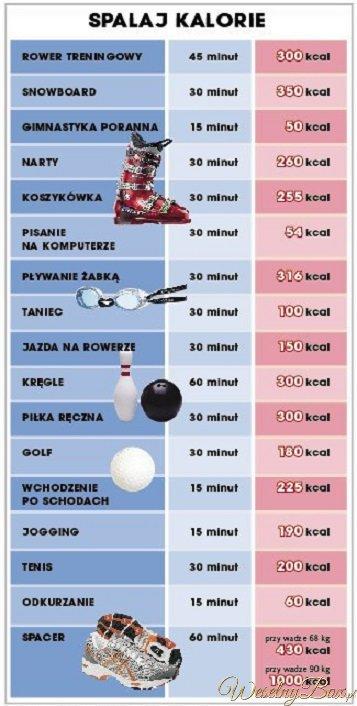 SPALAJ KALORIE
ROWER TRENINGOWY 45 minut 300 kcal
SNOWBOARD 30 minut 350 kcal
GIMNASTYKA PORANNA 15 minut 50 kcal
NARTY 30 minut 260 kcal
KOSZYKÓWKA 30 minut 255 kcal
PISANIE 30 minut 54 kcal
NA KOMPUTERZE
PŁYWANIE ŻABKĄ 30 minut 316 kcal
TANIEC 30 minut 100 kcal
JAZDA NA ROWERZE 30 minut 150 kcal
KRĘGLE 60 minut 300 kcal
PIŁKA RĘCZNA 30 minut 300 kcal
GOLF 30 minut 180 kcal
WCHODZENIE 15 minut 225 kcal
PO SCHODACH
JOGGING 15 minut 190 kcal
TENIS 30 minut 200 kcal
ODKURZANIE 15 minut 60 kcal
SPACER 60 minut przy wadze 68 kg
430 kcal
przy wadze 90 kg
1000 kcal
WeselnyBacs.pl